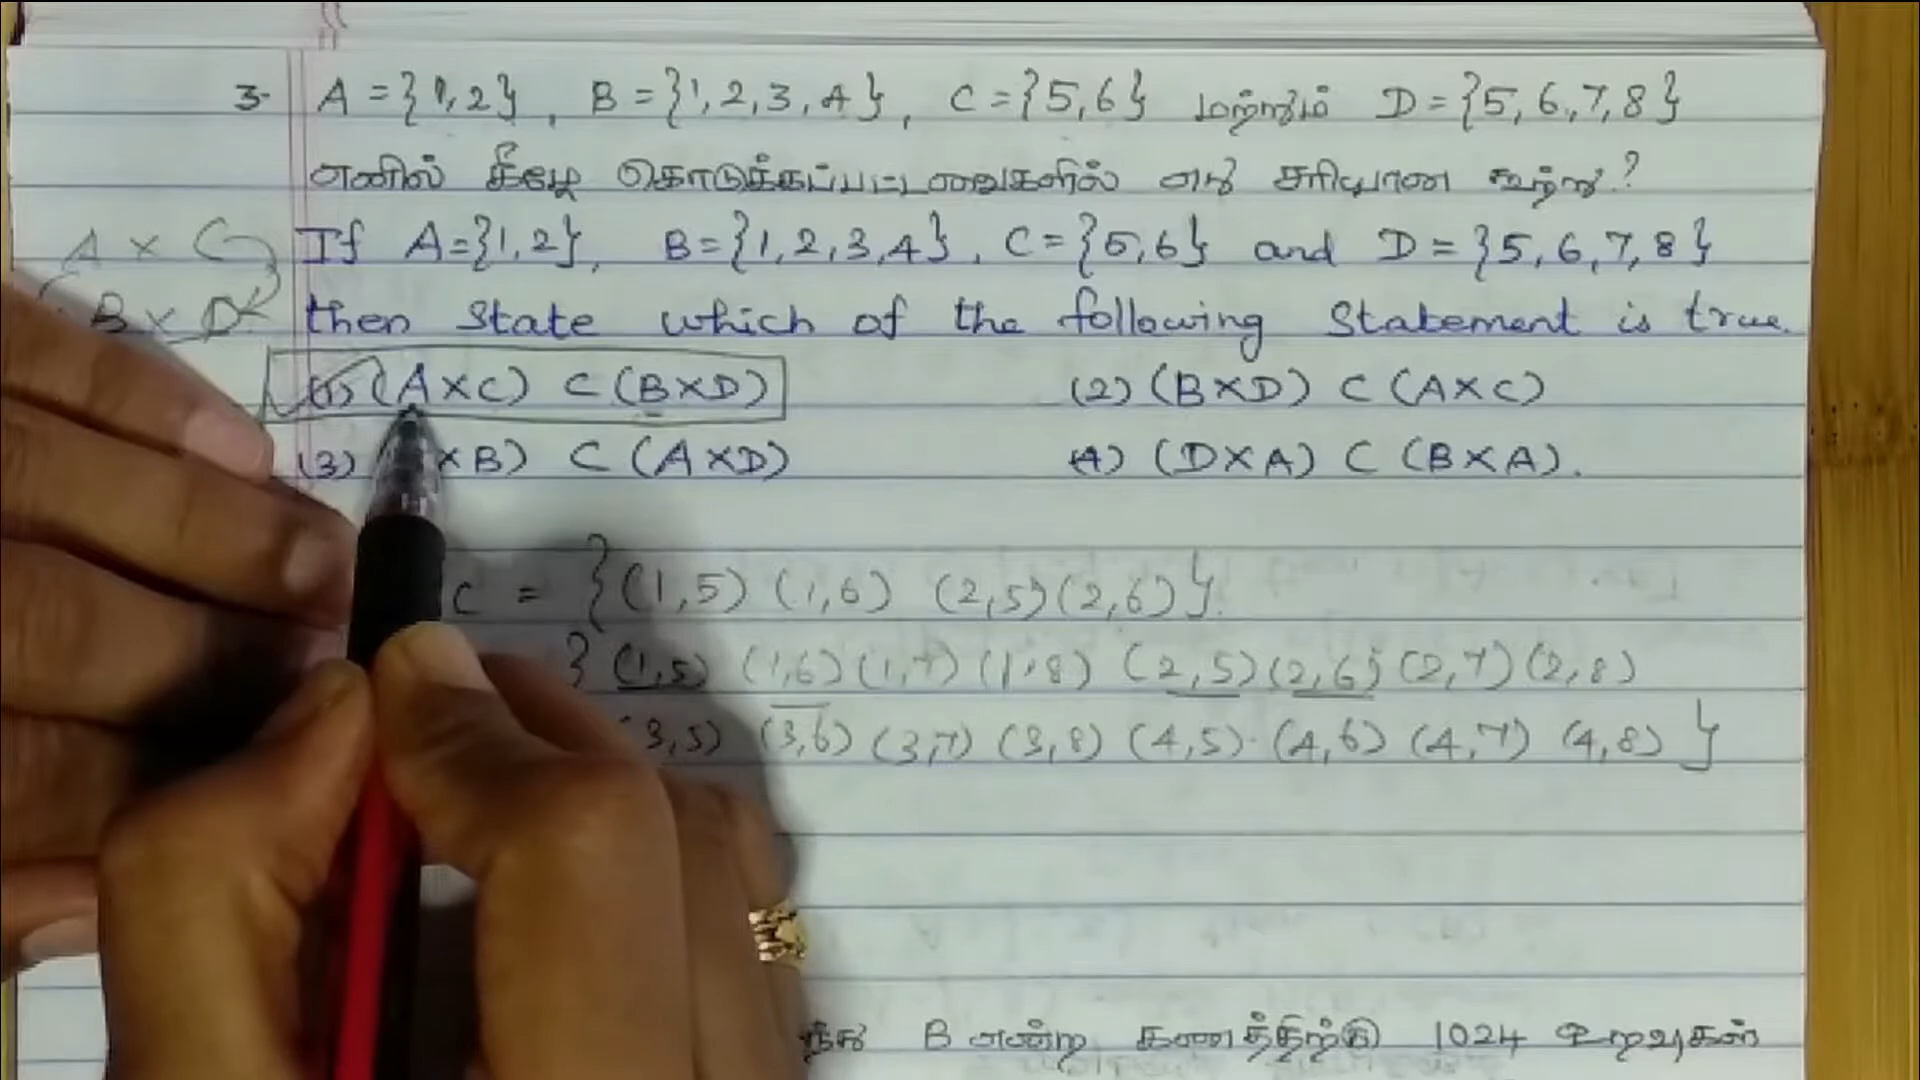 3. A = {1,2}, B = {1,2,3,4}, C = {5,6} மற்றும் D = {5,6,7,8}
எனில் கீழே கொடுக்கப்பட்டவைகளில் எது சரியான கூற்று?
If A={1,2}, B={1,2,3,4}, C={5,6} and D={5,6,7,8}
then State which of the following Statement is true.
A × C
B × D
(1) (A×C) ⊂ (B×D) (2) (B×D) ⊂ (A×C)
(3) ×B) ⊂ (A×D) (4) (D×A) ⊂ (B×A).
C = {(1,5) (1,6) (2,5) (2,6)}.
{(1,5) (1,6) (1,7) (1,8) (2,5) (2,6) (2,7) (2,8)
3,5) (3,6) (3,7) (3,8) (4,5) (4,6) (4,7) (4,8)}
B என்ற கணத்திற்கு 1024 உறவுகள்